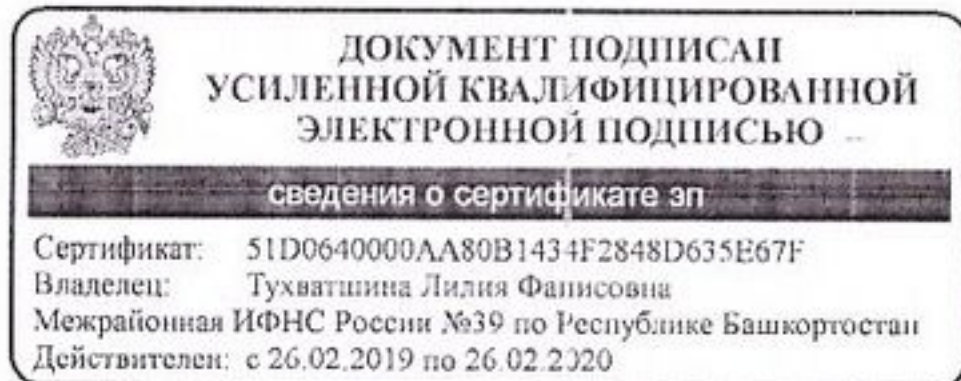 ДОКУМЕНТ ПОДПИСАН
УСИЛЕННОЙ КВАЛИФИЦИРОВАННОЙ
ЭЛЕКТРОННОЙ ПОДПИСЬЮ
сведения о сертификате эп
Сертификат: 51D0640000AA80B1434F2848D635E67F
Владелец: Тухватшина Лилия Фанисовна
Межрайонная ИФНС России №39 по Республике Башкортостан
Действителен: с 26.02.2019 по 26.02.2020